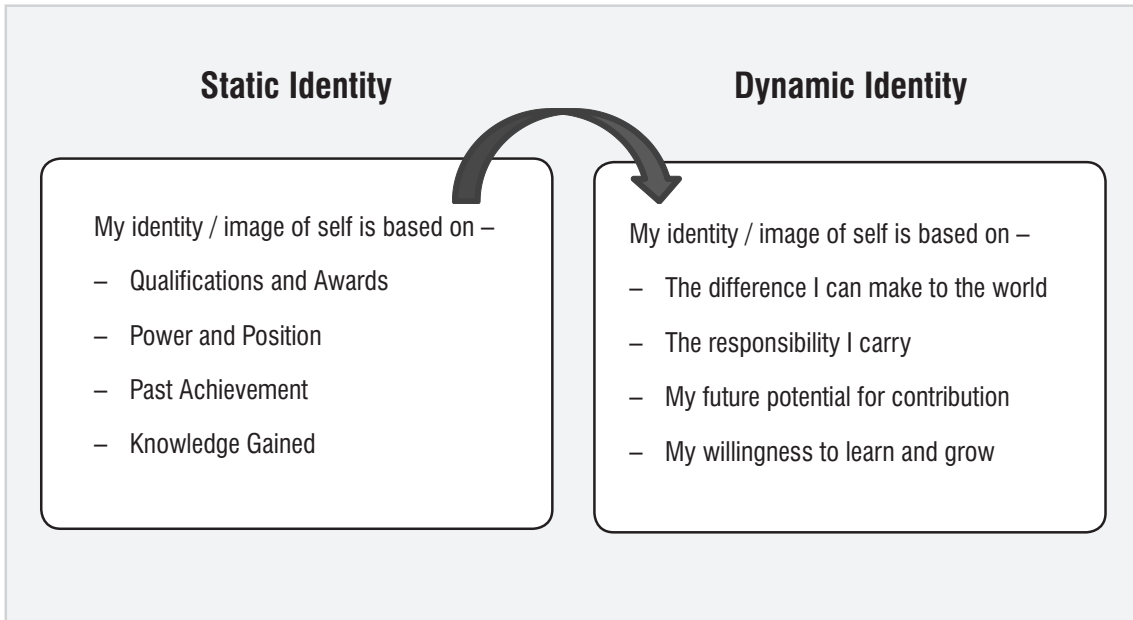 Static Identity
My identity / image of self is based on –
– Qualifications and Awards
– Power and Position
– Past Achievement
– Knowledge Gained
Dynamic Identity
My identity / image of self is based on –
– The difference I can make to the world
– The responsibility I carry
– My future potential for contribution
– My willingness to learn and grow